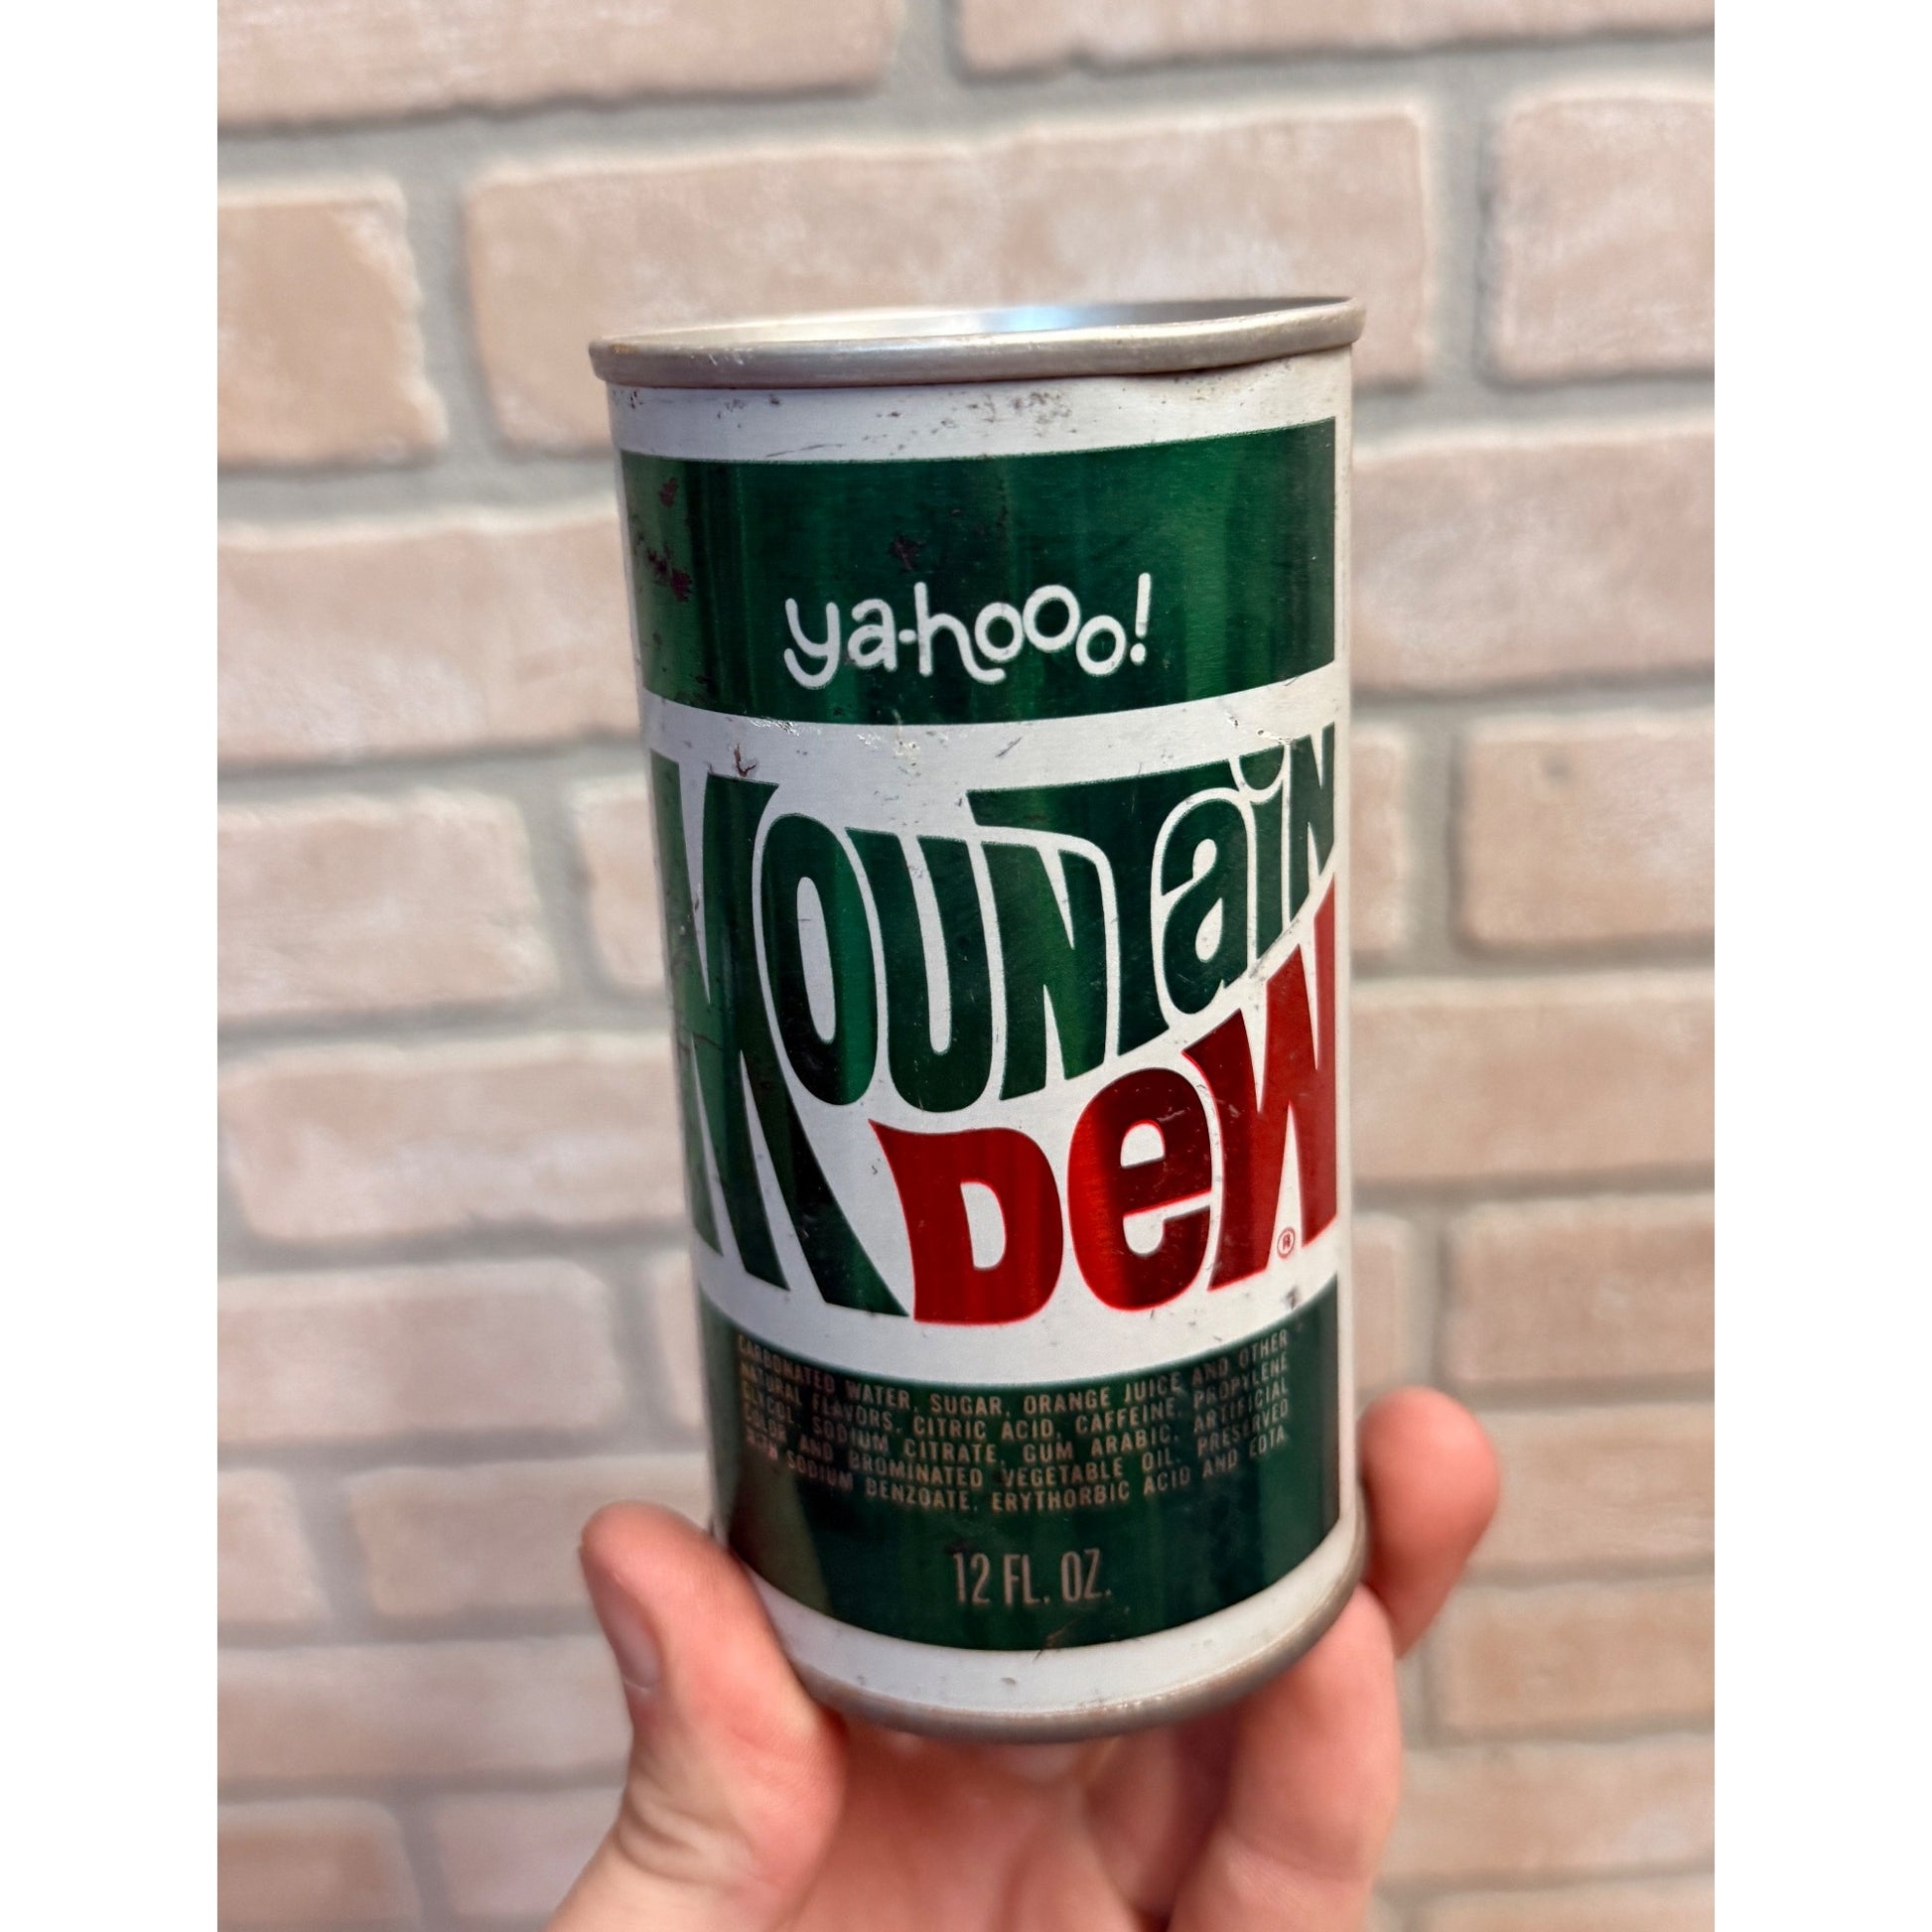 ya-hooo!
MOUNTaiN
DeW®
CARBONATED WATER, SUGAR, ORANGE JUICE AND OTHER
NATURAL FLAVORS, CITRIC ACID, CAFFEINE, PROPYLENE
GLYCOL, SODIUM CITRATE, GUM ARABIC, ARTIFICIAL
COLOR AND BROMINATED VEGETABLE OIL. PRESERVED
WITH SODIUM BENZOATE, ERYTHORBIC ACID AND EDTA.
12 FL. OZ.